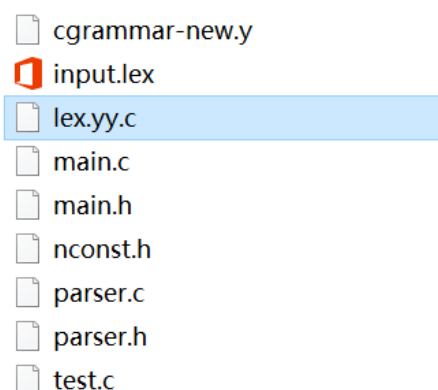 cgrammar-new.y
input.lex
lex.yy.c
main.c
main.h
nconst.h
parser.c
parser.h
test.c